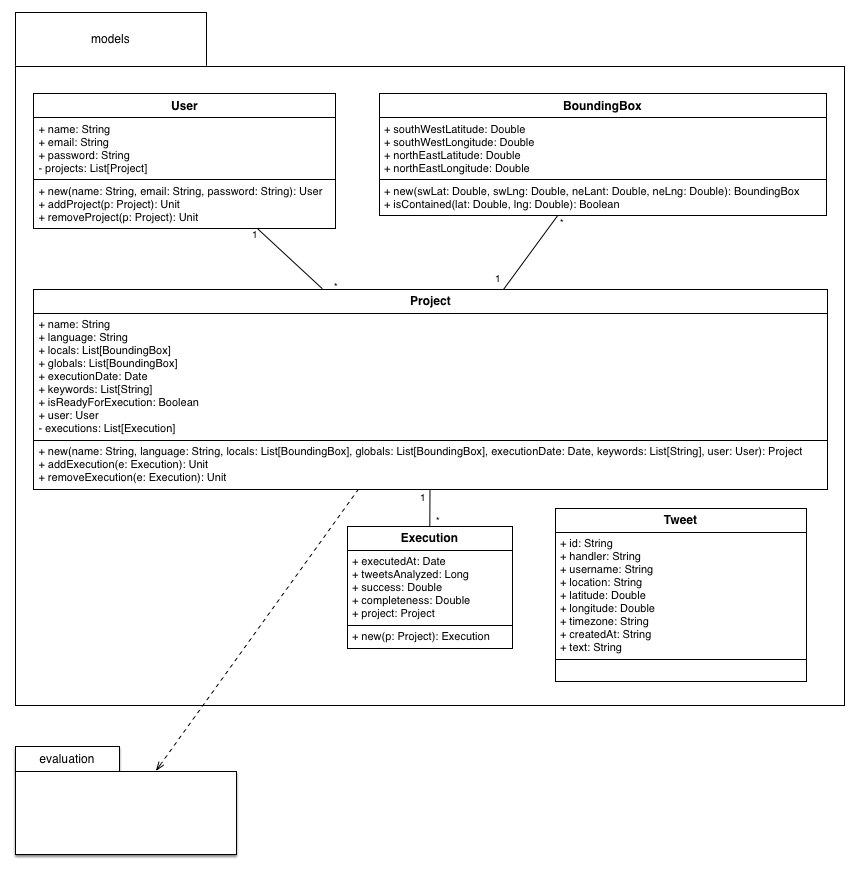 models
User
+ name: String
+ email: String
+ password: String
- projects: List[Project]
+ new(name: String, email: String, password: String): User
+ addProject(p: Project): Unit
+ removeProject(p: Project): Unit
BoundingBox
+ southWestLatitude: Double
+ southWestLongitude: Double
+ northEastLatitude: Double
+ northEastLongitude: Double
+ new(swLat: Double, swLng: Double, neLant: Double, neLng: Double): BoundingBox
+ isContained(lat: Double, lng: Double): Boolean
1
*
*
1
Project
+ name: String
+ language: String
+ locals: List[BoundingBox]
+ globals: List[BoundingBox]
+ executionDate: Date
+ keywords: List[String]
+ isReadyForExecution: Boolean
+ user: User
- executions: List[Execution]
+ new(name: String, language: String, locals: List[BoundingBox], globals: List[BoundingBox], executionDate: Date, keywords: List[String], user: User): Project
+ addExecution(e: Execution): Unit
+ removeExecution(e: Execution): Unit
1
*
Execution
+ executedAt: Date
+ tweetsAnalyzed: Long
+ success: Double
+ completeness: Double
+ project: Project
+ new(p: Project): Execution
Tweet
+ id: String
+ handler: String
+ username: String
+ location: String
+ latitude: Double
+ longitude: Double
+ timezone: String
+ createdAt: String
+ text: String
evaluation